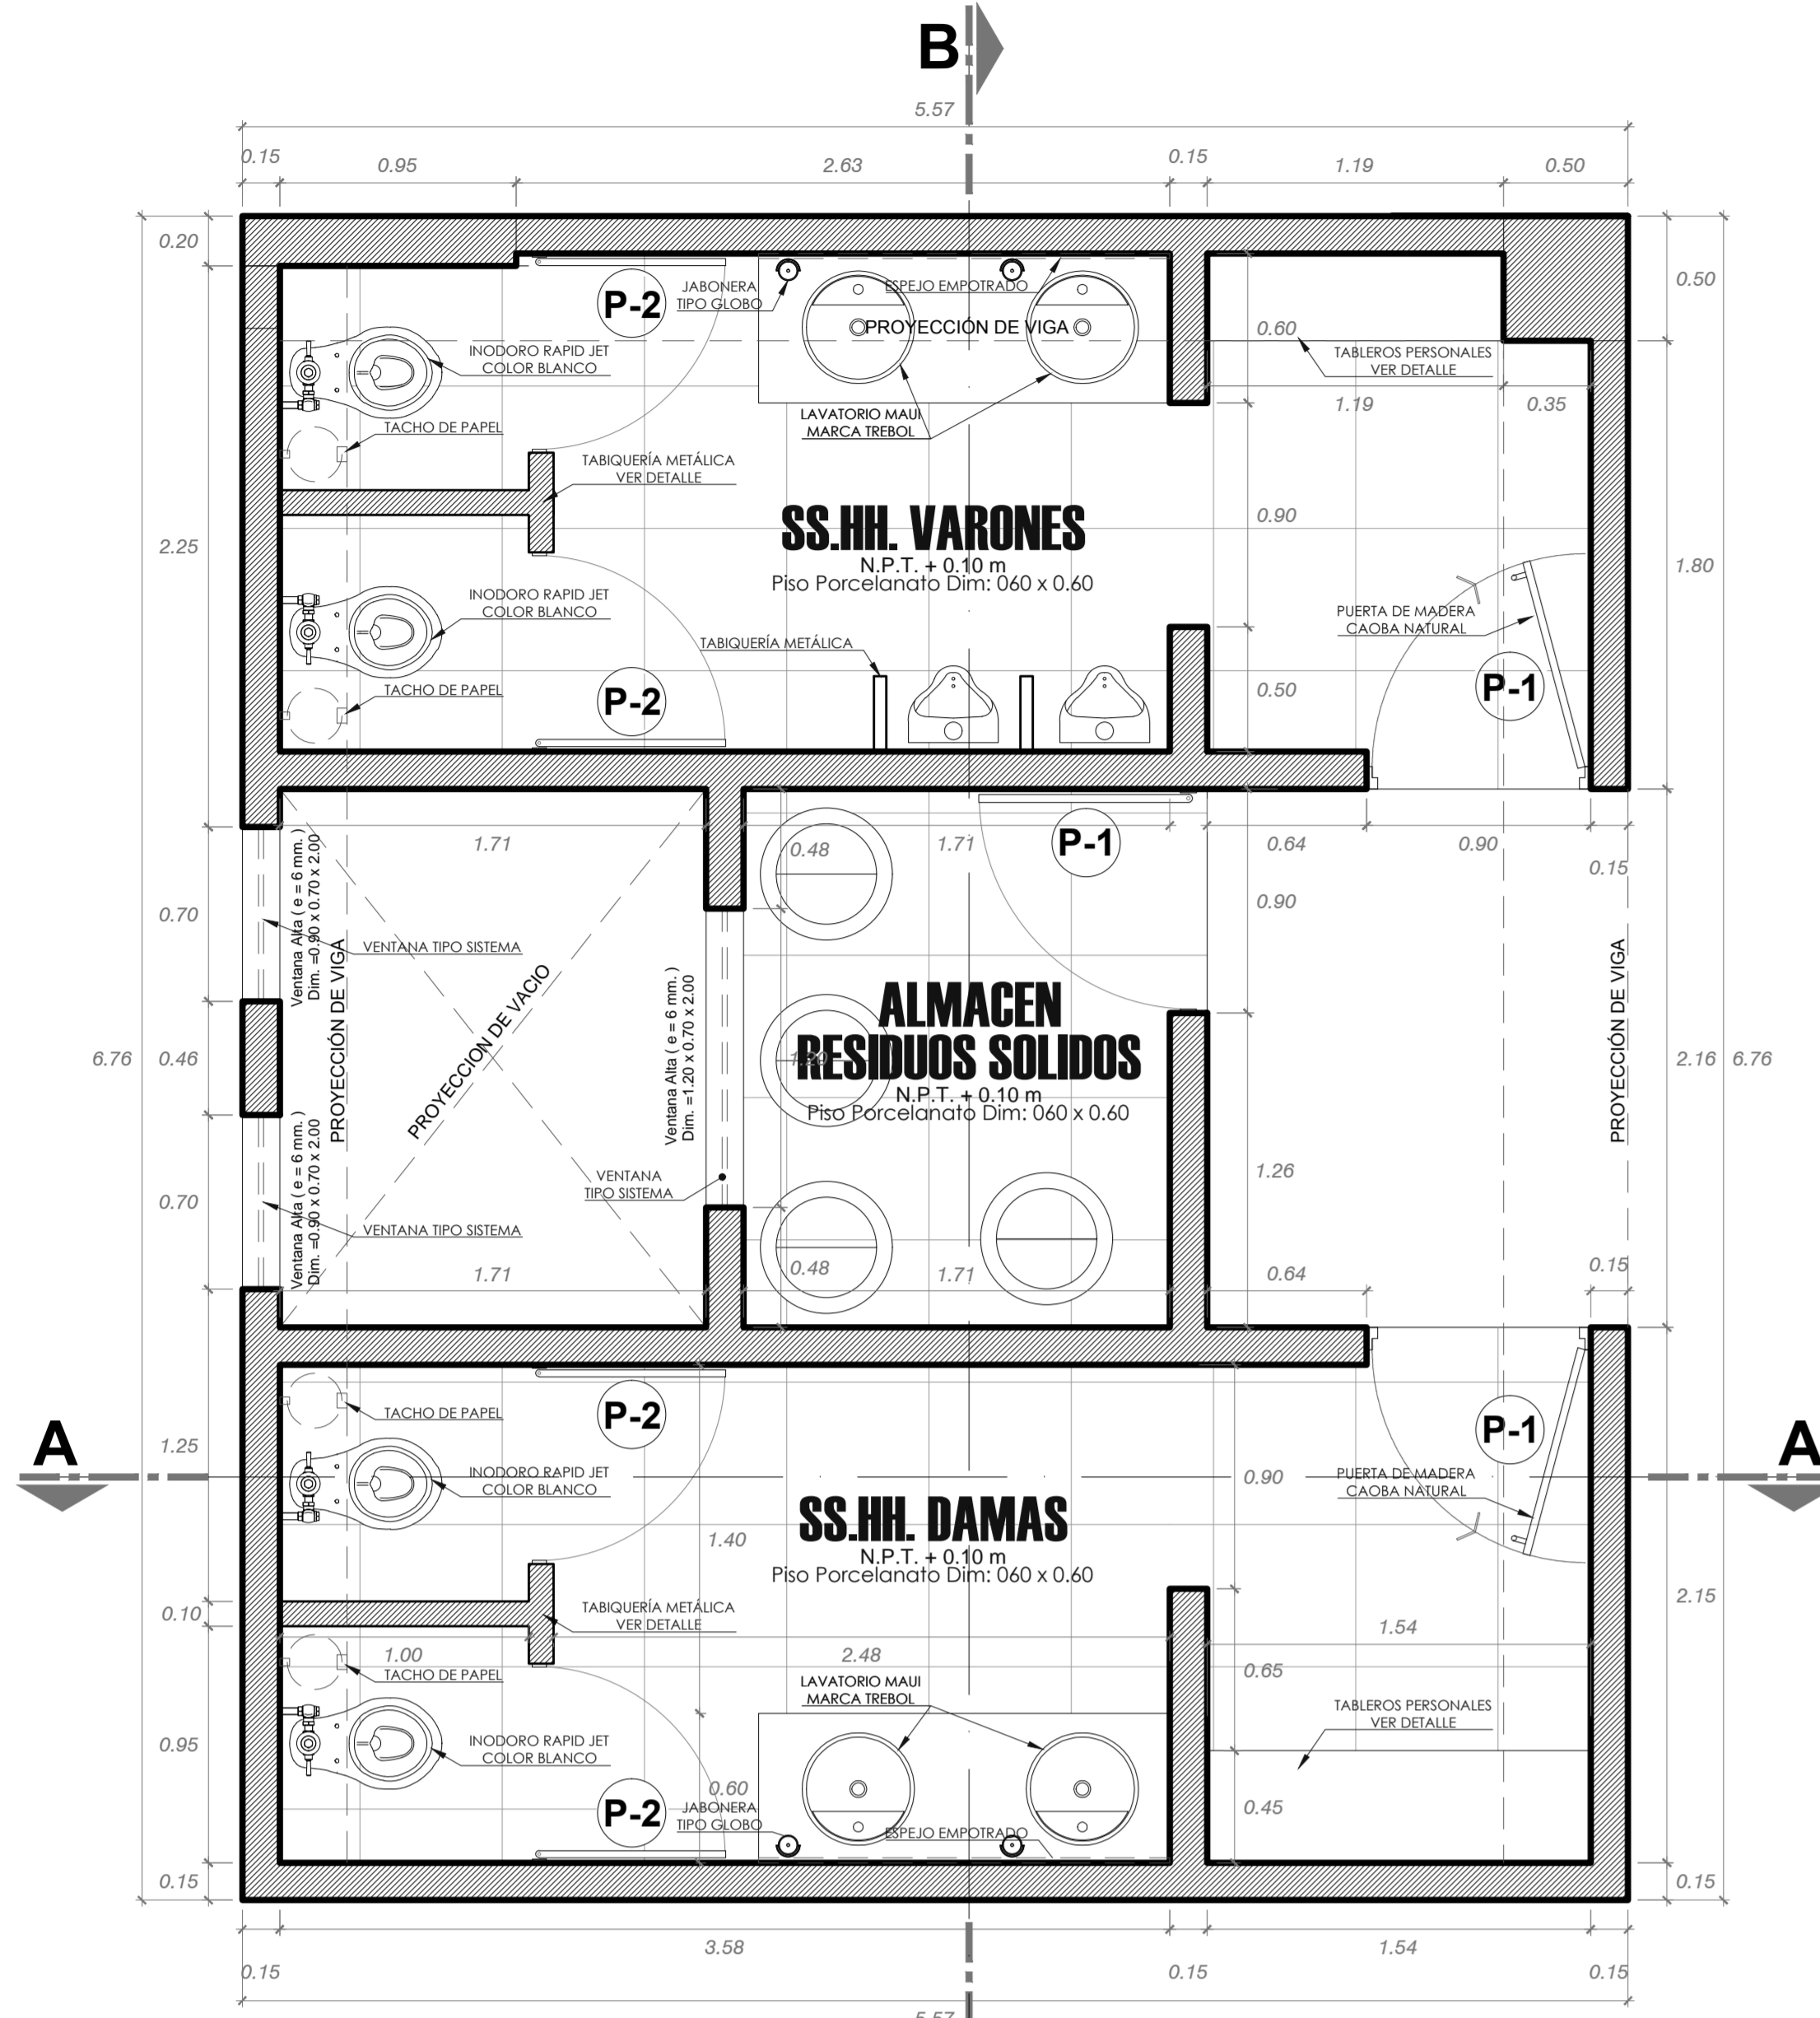 B
5.57
0.15
0.95
2.63
0.15
1.19
0.50
0.20
0.50
P-2
JABONERA
TIPO GLOBO
ESPEJO EMPOTRADO
PROYECCIÓN DE VIGA
0.60
TABLEROS PERSONALES
VER DETALLE
INODORO RAPID JET
COLOR BLANCO
1.19
0.35
TACHO DE PAPEL
LAVATORIO MAUI
MARCA TREBOL
TABIQUERÍA METÁLICA
VER DETALLE
2.25
SS.HH. VARONES
N.P.T. + 0.10 m
Piso Porcelanato Dim: 060 x 0.60
0.90
1.80
INODORO RAPID JET
COLOR BLANCO
PUERTA DE MADERA
CAOBA NATURAL
TABIQUERÍA METÁLICA
TACHO DE PAPEL
P-2
0.50
P-1
1.71
0.48
1.71
P-1
0.64
0.90
0.15
0.70
Ventana Alta ( e = 6 mm. )
Dim. =0.90 x 0.70 x 2.00
VENTANA TIPO SISTEMA
PROYECCIÓN DE VIGA
PROYECCION DE VACIO
Ventana Alta ( e = 6 mm. )
Dim. =1.20 x 0.70 x 2.00
0.90
PROYECCIÓN DE VIGA
ALMACEN
RESIDUOS SOLIDOS
1.20
N.P.T. + 0.10 m
Piso Porcelanato Dim: 060 x 0.60
6.76
0.46
2.16
6.76
0.70
Ventana Alta ( e = 6 mm. )
Dim. =0.90 x 0.70 x 2.00
VENTANA TIPO SISTEMA
VENTANA
TIPO SISTEMA
1.26
1.71
0.48
1.71
0.64
0.15
P-2
TACHO DE PAPEL
P-1
A
1.25
INODORO RAPID JET
COLOR BLANCO
0.90
PUERTA DE MADERA
CAOBA NATURAL
A
SS.HH. DAMAS
N.P.T. + 0.10 m
Piso Porcelanato Dim: 060 x 0.60
1.40
0.10
TABIQUERÍA METÁLICA
VER DETALLE
2.15
1.00
2.48
1.54
TACHO DE PAPEL
0.65
LAVATORIO MAUI
MARCA TREBOL
TABLEROS PERSONALES
VER DETALLE
0.95
INODORO RAPID JET
COLOR BLANCO
0.60
P-2
JABONERA
TIPO GLOBO
ESPEJO EMPOTRADO
0.45
0.15
0.15
3.58
1.54
0.15
0.15
0.15
5.57